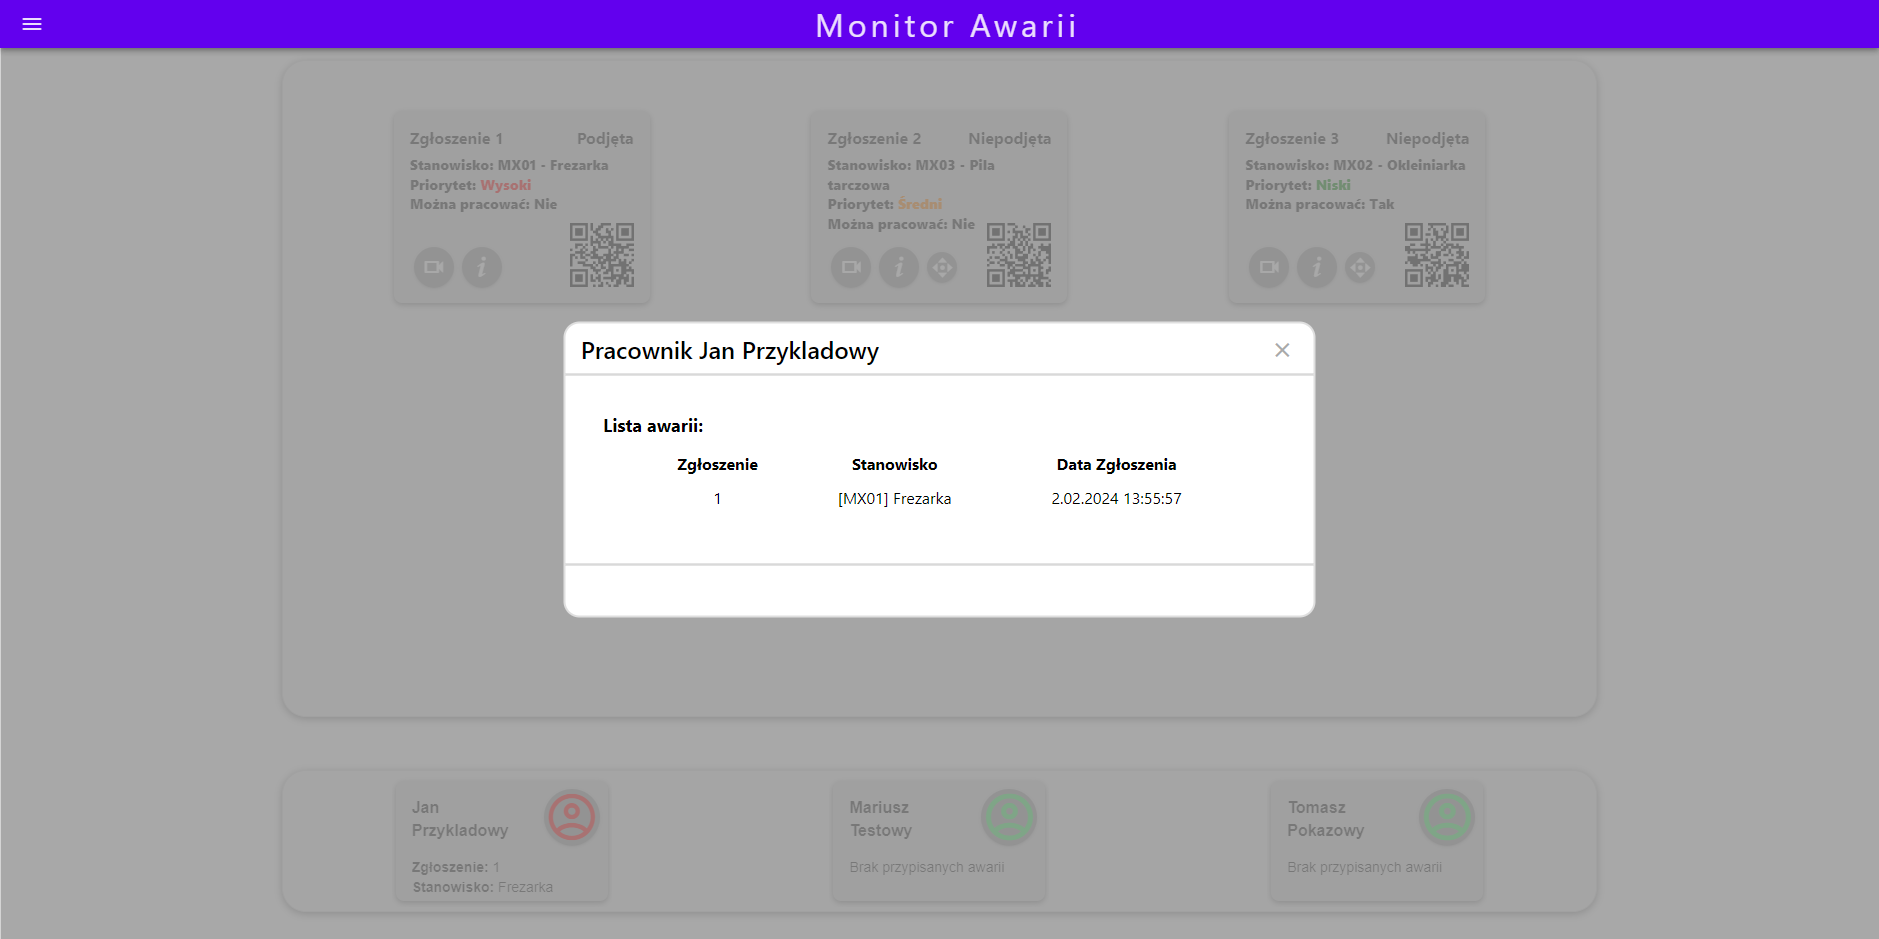 Monitor Awarii
Zgłoszenie 1 Podjęta
Stanowisko: MX01 - Frezarka
Priorytet: Wysoki
Można pracować: Nie
Zgłoszenie 2 Niepodjęta
Stanowisko: MX03 - Piła
tarczowa
Priorytet: Średni
Można pracować: Nie
Zgłoszenie 3 Niepodjęta
Stanowisko: MX02 - Okleiniarka
Priorytet: Niski
Można pracować: Tak
Pracownik Jan Przykladowy
Lista awarii:
Zgłoszenie Stanowisko Data Zgłoszenia
1 [MX01] Frezarka 2.02.2024 13:55:57
Jan
Przykladowy
Zgłoszenie: 1
Stanowisko: Frezarka
Mariusz
Testowy
Brak przypisanych awarii
Tomasz
Pokazowy
Brak przypisanych awarii